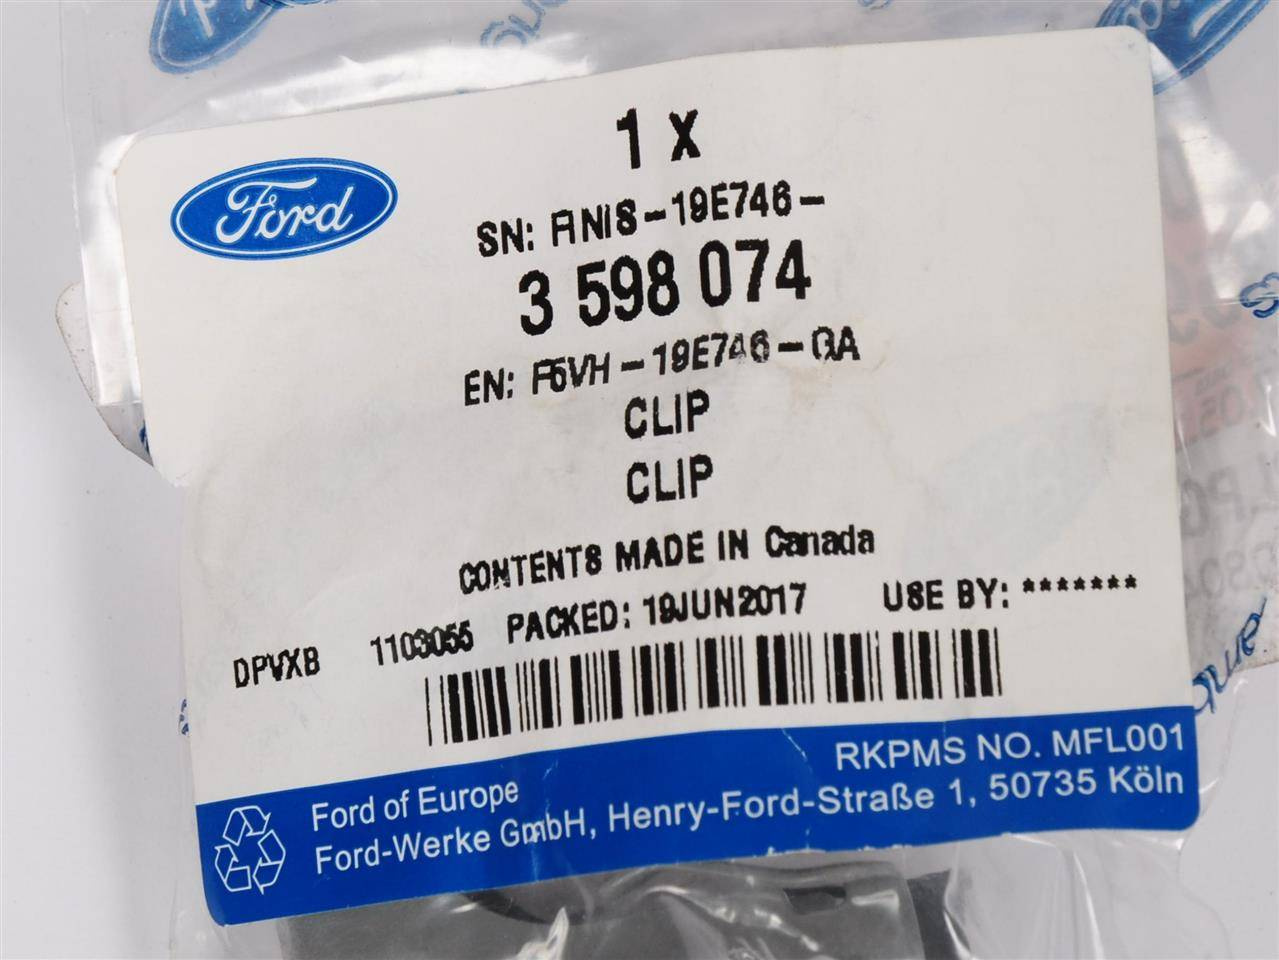 Ford
1 X
SN: FINIS-19E746-
3 598 074
EN: F5VH-19E746-GA
CLIP
CLIP
CONTENTS MADE IN Canada
DPVXB 1103055 PACKED: 19JUN2017 USE BY: *******
RKPMS NO. MFL001
Ford of Europe
Ford-Werke GmbH, Henry-Ford-Straße 1, 50735 Köln